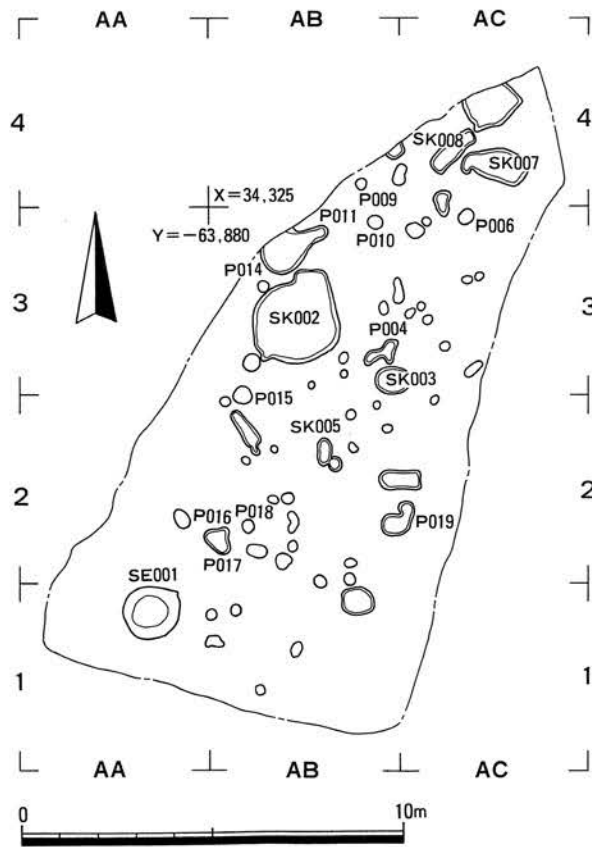 AA AB AC
4 4
SK008
SK007
P009
X=34,325
P011
P006
Y=-63,880
P010
P014
3 3
SK002
P004
SK003
P015
SK005
2 2
P018
P016
P019
P017
SE001
1 1
AA AB AC
0 10m